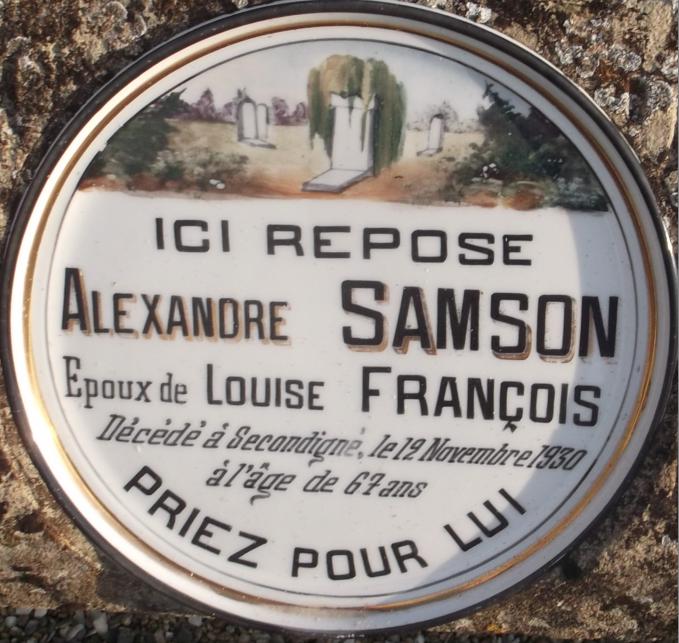 ICI REPOSE
ALEXANDRE SAMSON
Epoux de LOUISE FRANÇOIS
Décédé à Secondigné, le 12 Novembre 1930
à l'âge de 67 ans
PRIEZ POUR LUI